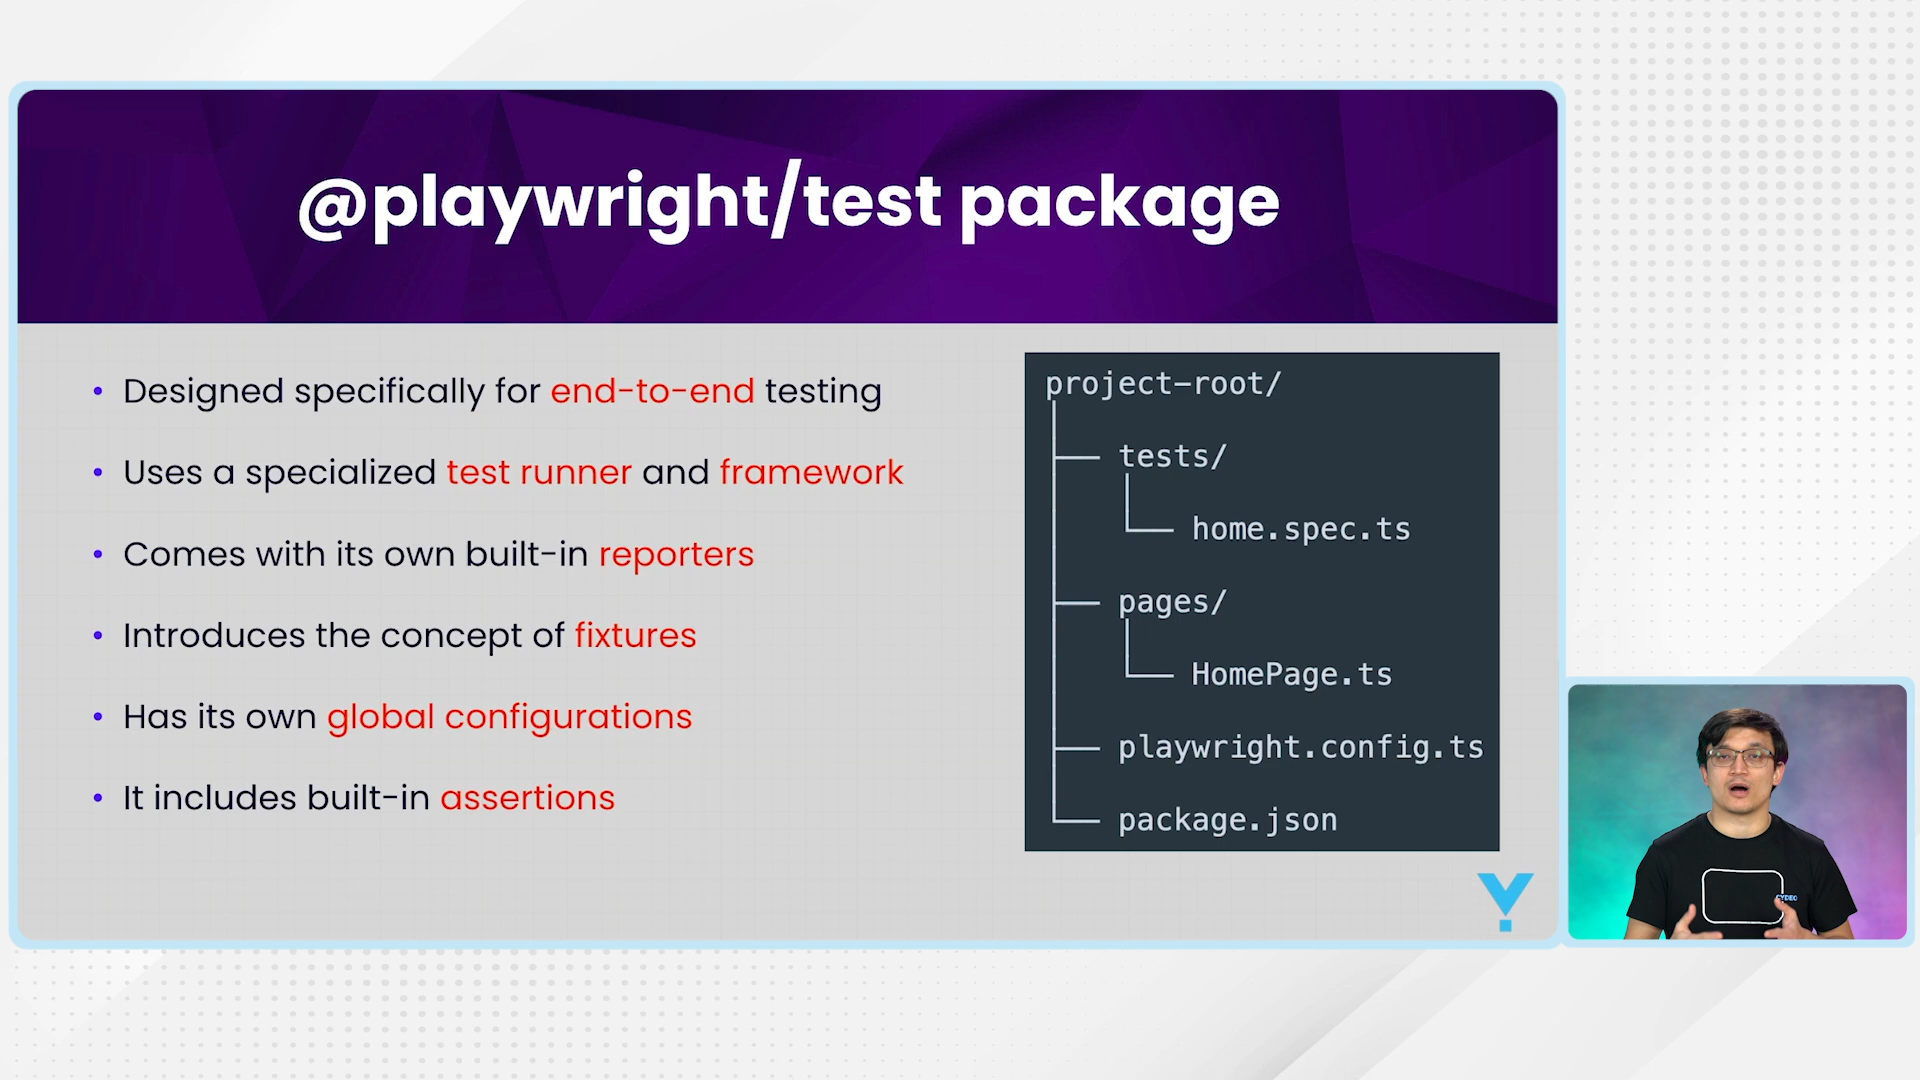 @playwright/test package
• Designed specifically for end-to-end testing
• Uses a specialized test runner and framework
• Comes with its own built-in reporters
• Introduces the concept of fixtures
• Has its own global configurations
• It includes built-in assertions
project-root/
tests/
home.spec.ts
pages/
HomePage.ts
playwright.config.ts
package.json
CYDEO